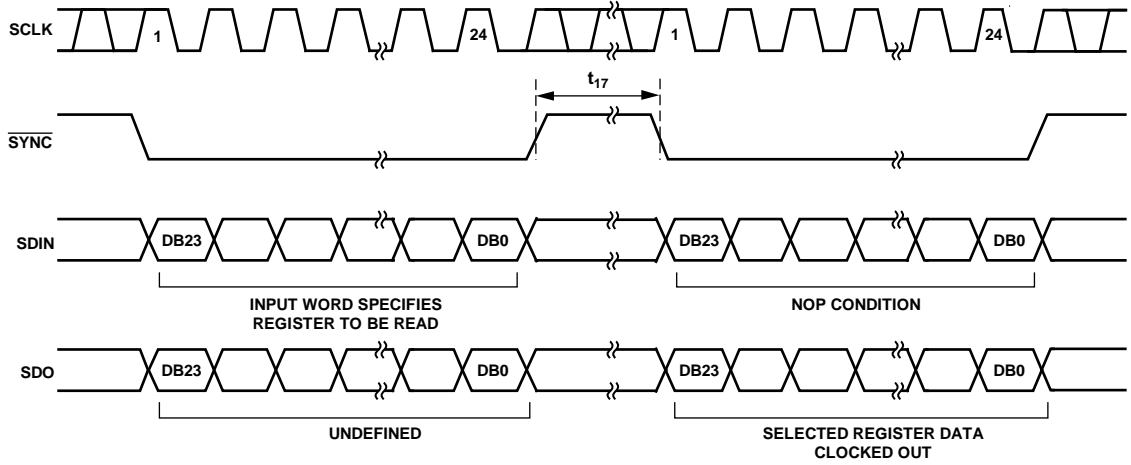 SCLK
1
24
1
24
t17
SYNC
SDIN
DB23
DB0
DB23
DB0
INPUT WORD SPECIFIES
REGISTER TO BE READ
NOP CONDITION
SDO
DB23
DB0
DB23
DB0
UNDEFINED
SELECTED REGISTER DATA
CLOCKED OUT